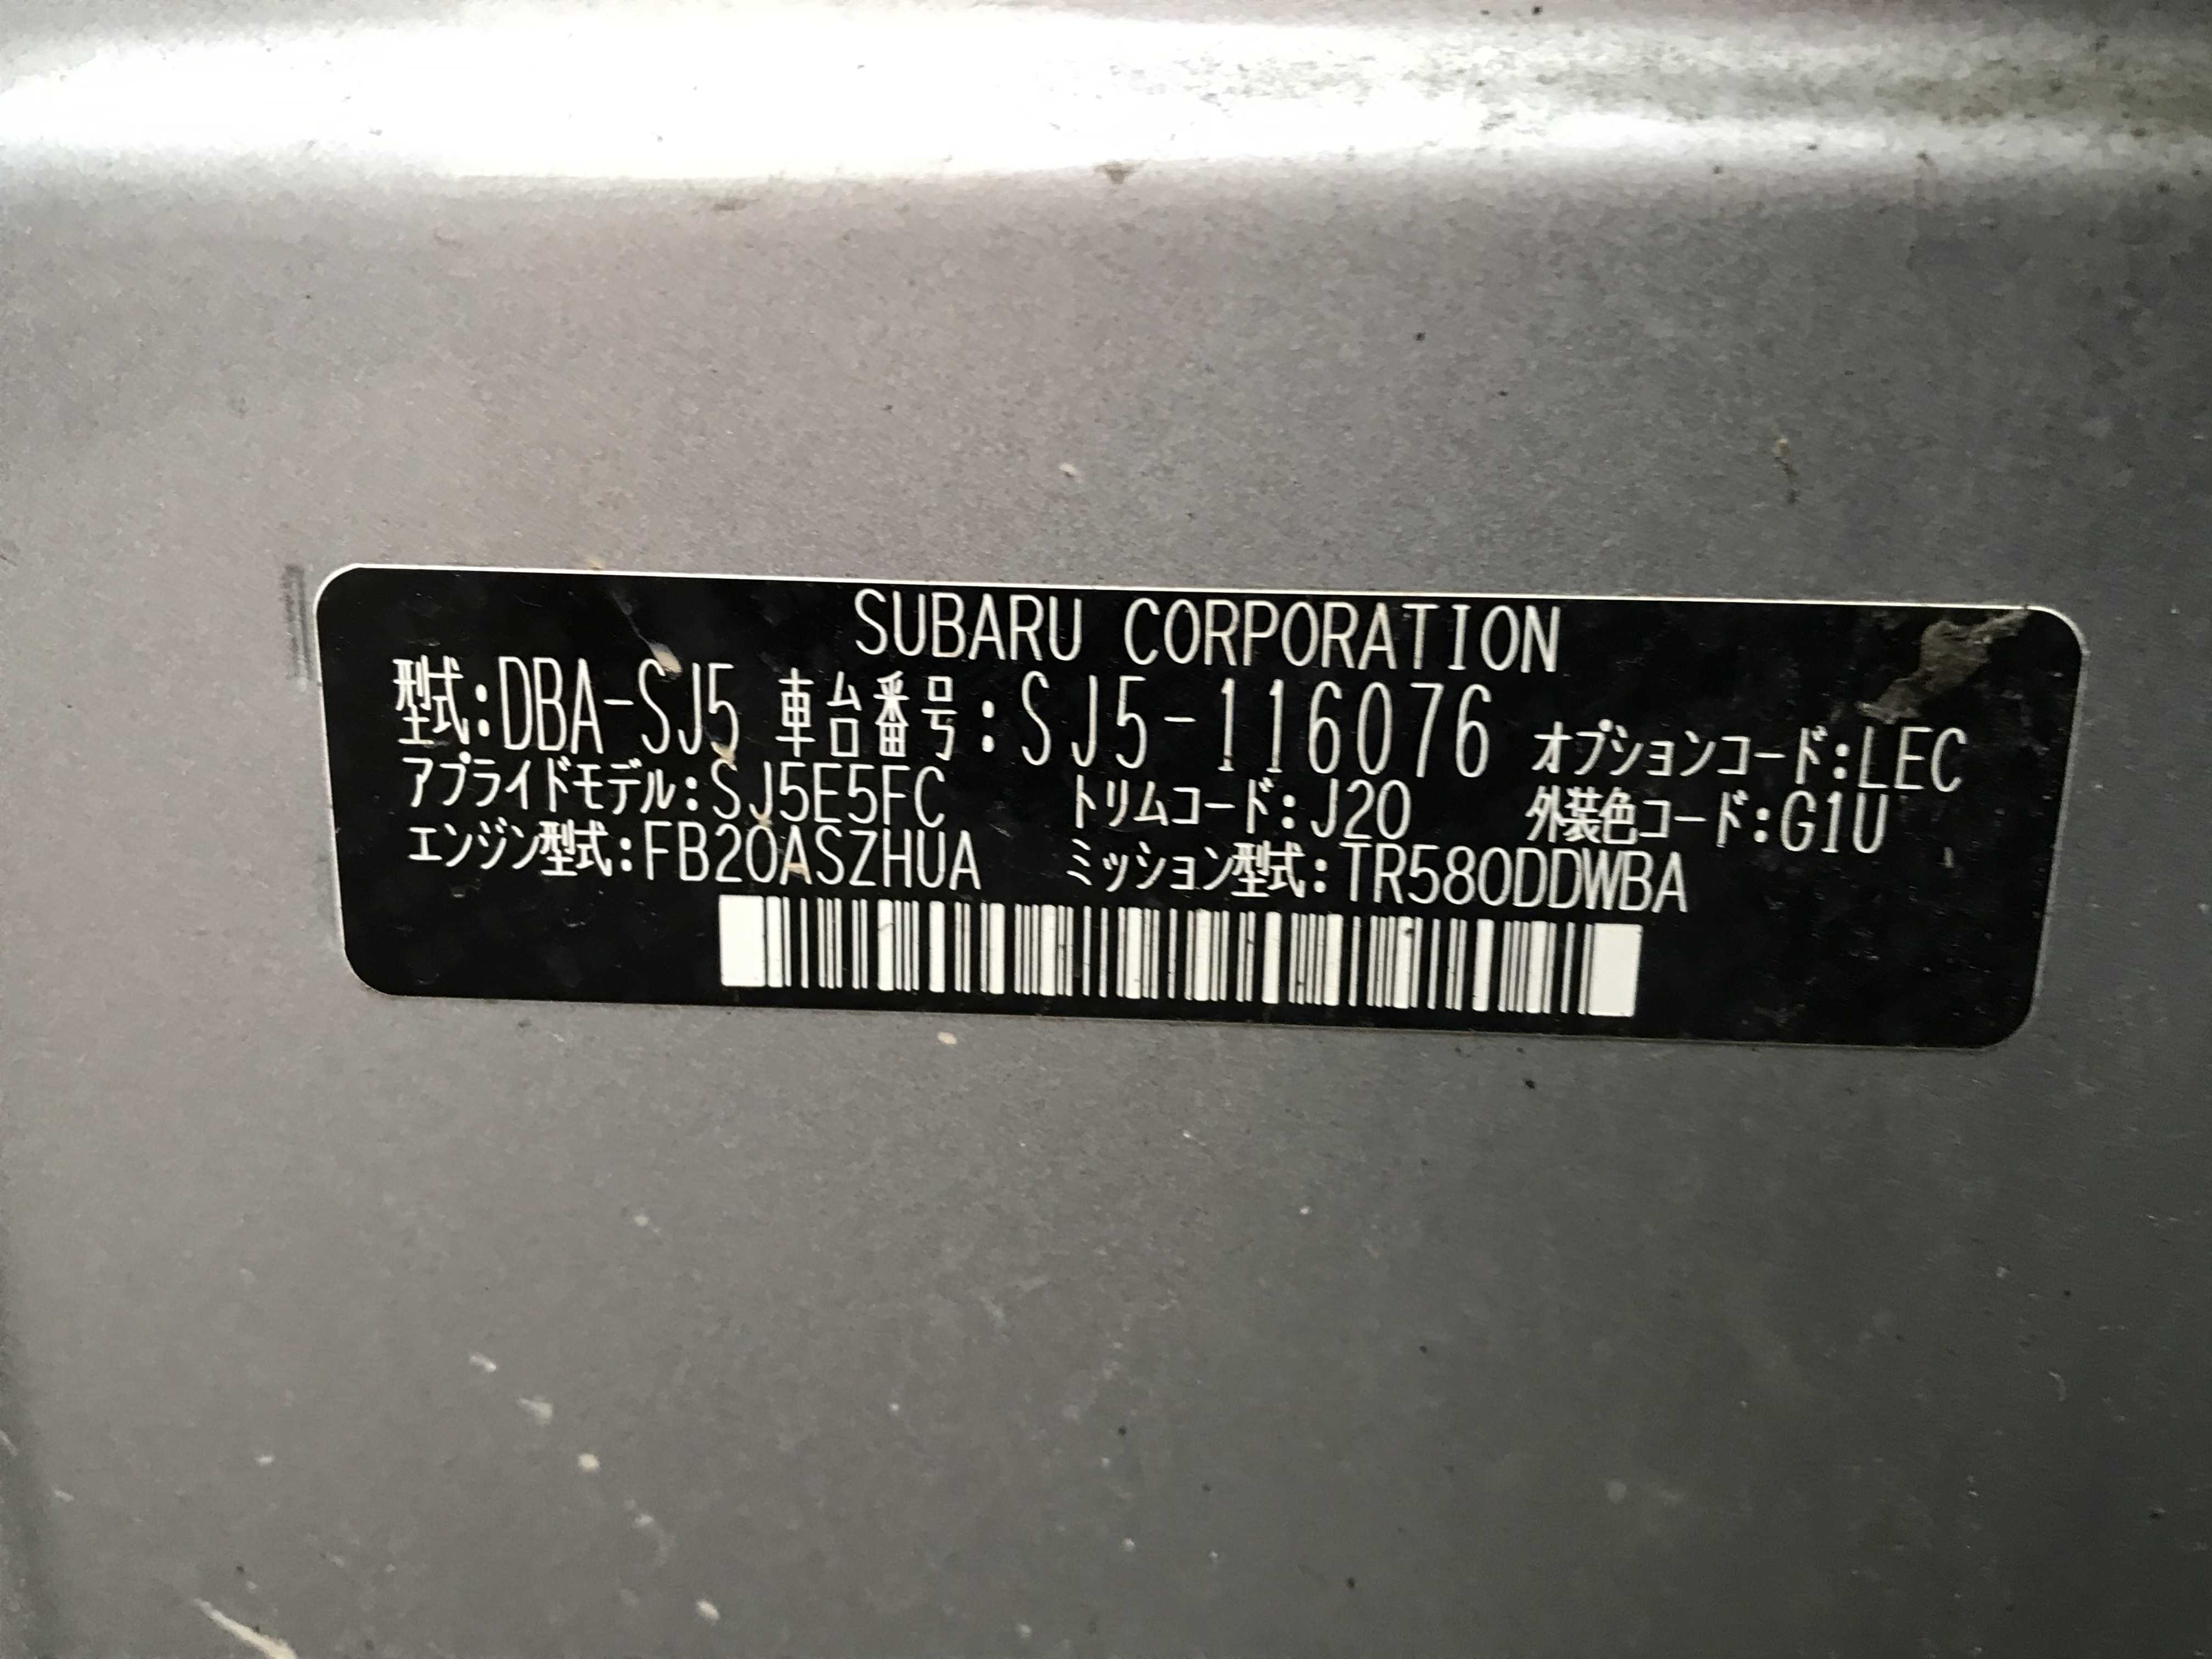 SUBARU CORPORATION
型式:DBA-SJ5 車台番号:SJ5-116076 オプションコード:LEC
アプライドモデル:SJ5E5FC トリムコード:J20 外装色コード:G1U
エンジン型式:FB20ASZHUA ミッション型式:TR580DDWBA